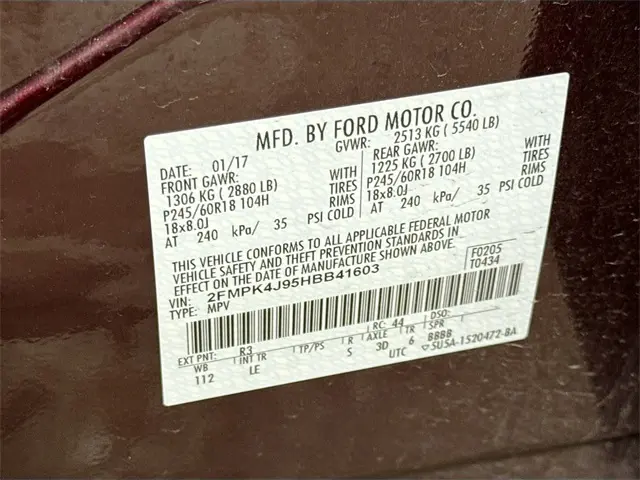 MFD. BY FORD MOTOR CO.
DATE: 01/17 GVWR: 2513 KG ( 5540 LB)
FRONT GAWR: REAR GAWR:
1306 KG ( 2880 LB) WITH 1225 KG ( 2700 LB) WITH
P245/60R18 104H TIRES P245/60R18 104H TIRES
18x8.0J RIMS 18x8.0J RIMS
AT 240 kPa/ 35 PSI COLD AT 240 kPa/ 35 PSI COLD
THIS VEHICLE CONFORMS TO ALL APPLICABLE FEDERAL MOTOR
VEHICLE SAFETY AND THEFT PREVENTION STANDARDS IN
EFFECT ON THE DATE OF MANUFACTURE SHOWN ABOVE.
VIN: 2FMPK4J95HBB41603 F0205
TYPE: MPV T0434
RC: 44 DSO:
EXT PNT: R3
WB INT TR TP/PS R AXLE TR SPR BBBB
112 LE S 3D 6
UTC ▽5U5A-1520472-BA